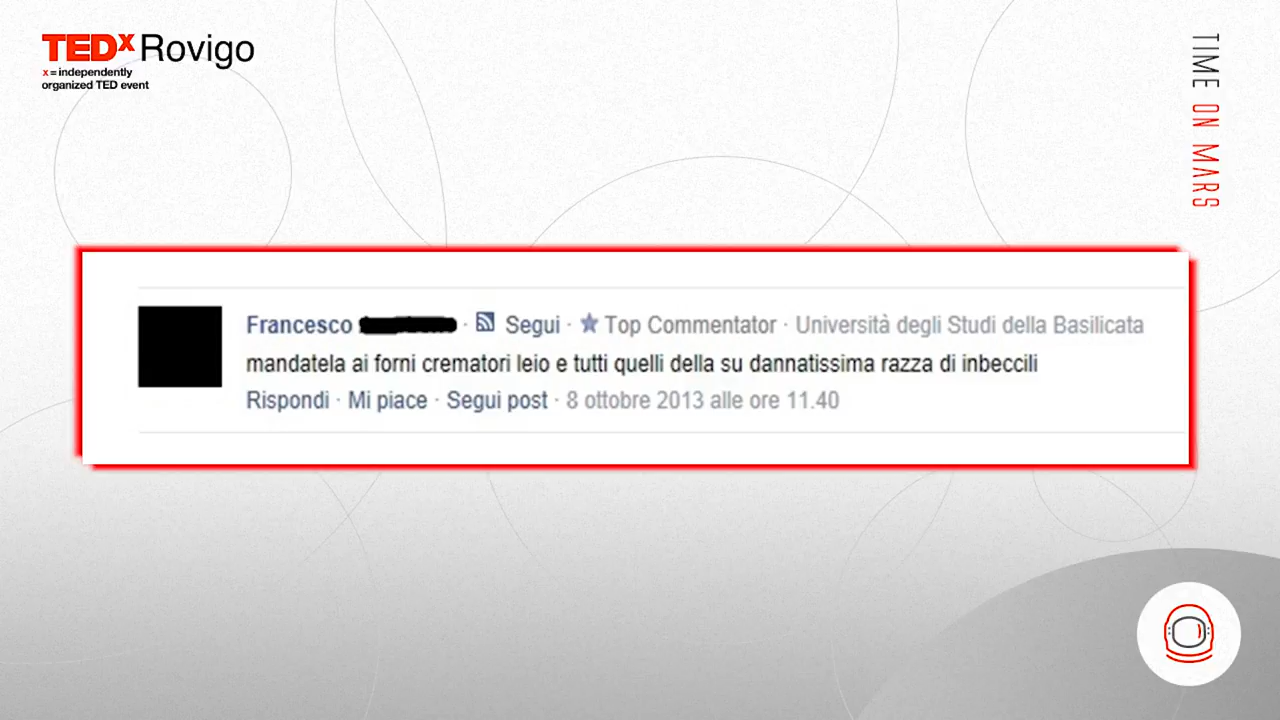 TEDx Rovigo
x = independently
organized TED event
TIME ON MARS
Francesco · Segui · Top Commentator · Università degli Studi della Basilicata
mandatela ai forni crematori leio e tutti quelli della su dannatissima razza di inbeccili
Rispondi · Mi piace · Segui post · 8 ottobre 2013 alle ore 11.40